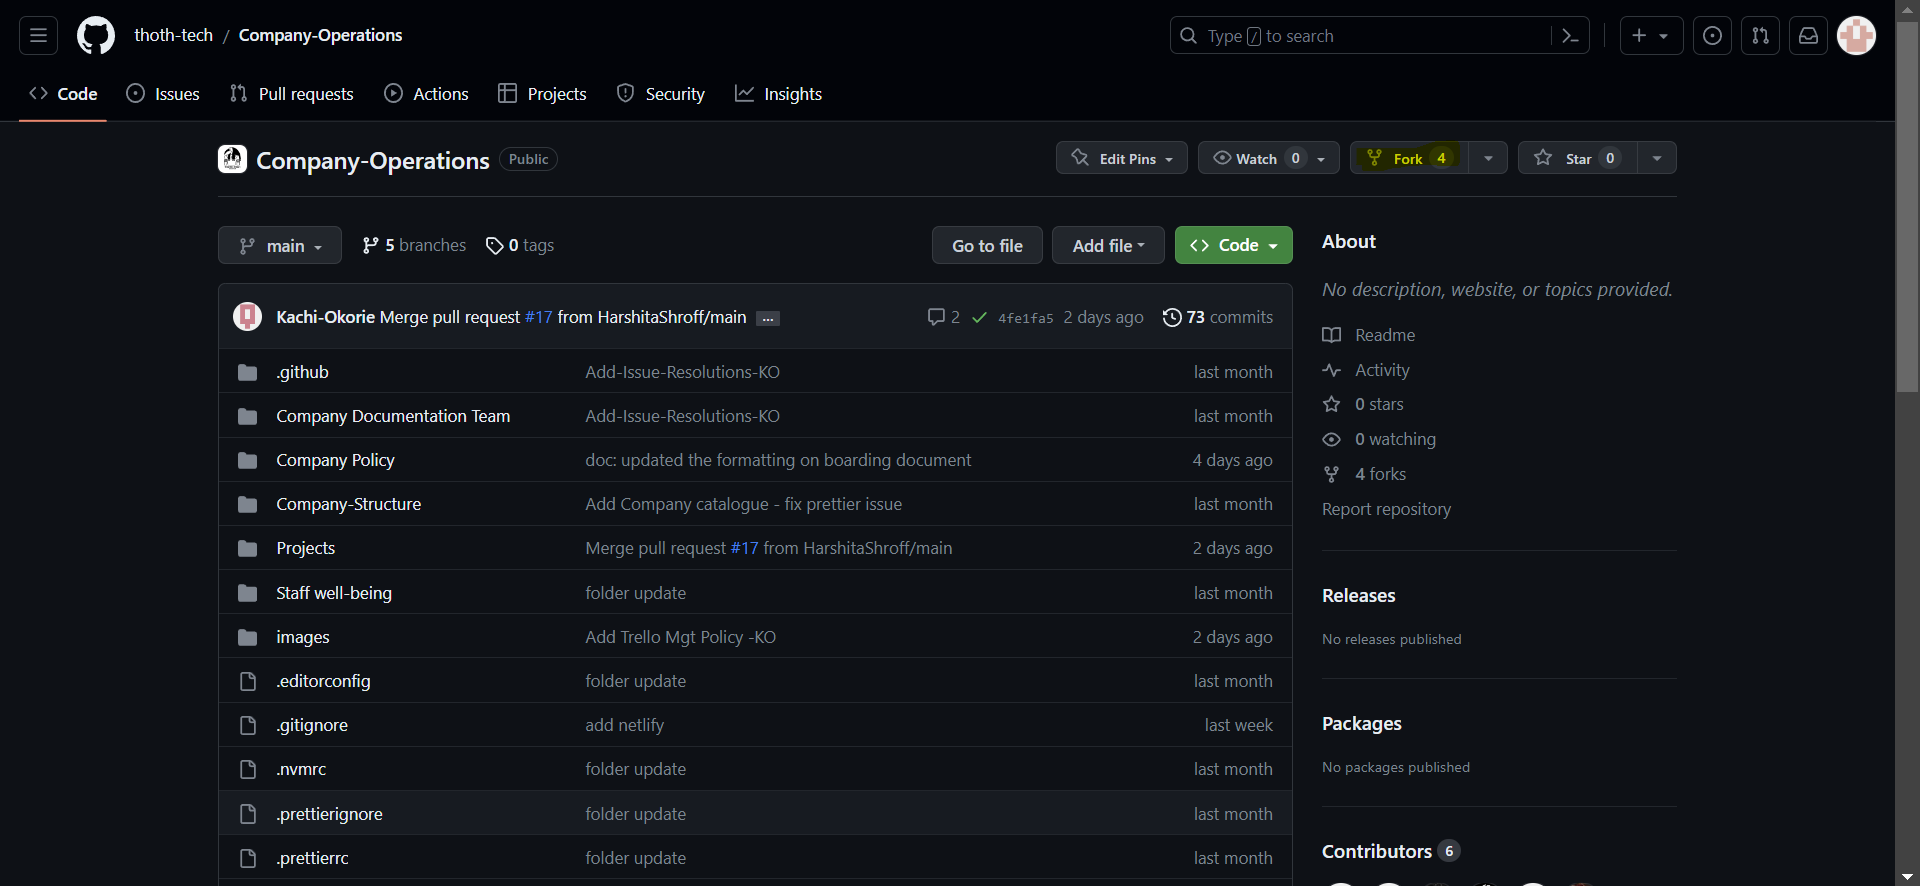 thoth-tech / Company-Operations
Type / to search
Code Issues Pull requests Actions Projects Security Insights
Company-Operations Public
Edit Pins Watch 0 Fork 4 Star 0
main 5 branches 0 tags
Go to file Add file Code
Kachi-Okorie Merge pull request #17 from HarshitaShroff/main ... 2 4fe1fa5 2 days ago 73 commits
.github Add-Issue-Resolutions-KO last month
Company Documentation Team Add-Issue-Resolutions-KO last month
Company Policy doc: updated the formatting on boarding document 4 days ago
Company-Structure Add Company catalogue - fix prettier issue last month
Projects Merge pull request #17 from HarshitaShroff/main 2 days ago
Staff well-being folder update last month
images Add Trello Mgt Policy -KO 2 days ago
.editorconfig folder update last month
.gitignore add netlify last week
.nvmrc folder update last month
.prettierignore folder update last month
.prettierrc folder update last month
About
No description, website, or topics provided.
Readme
Activity
0 stars
0 watching
4 forks
Report repository
Releases
No releases published
Packages
No packages published
Contributors 6